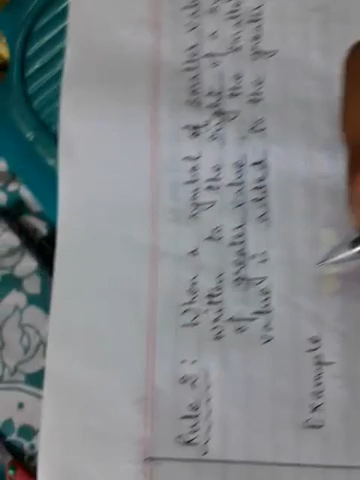 Rule 2: When a symbol of smaller
written to the right of a
of greater value, the smaller
value is added to the greater
Example